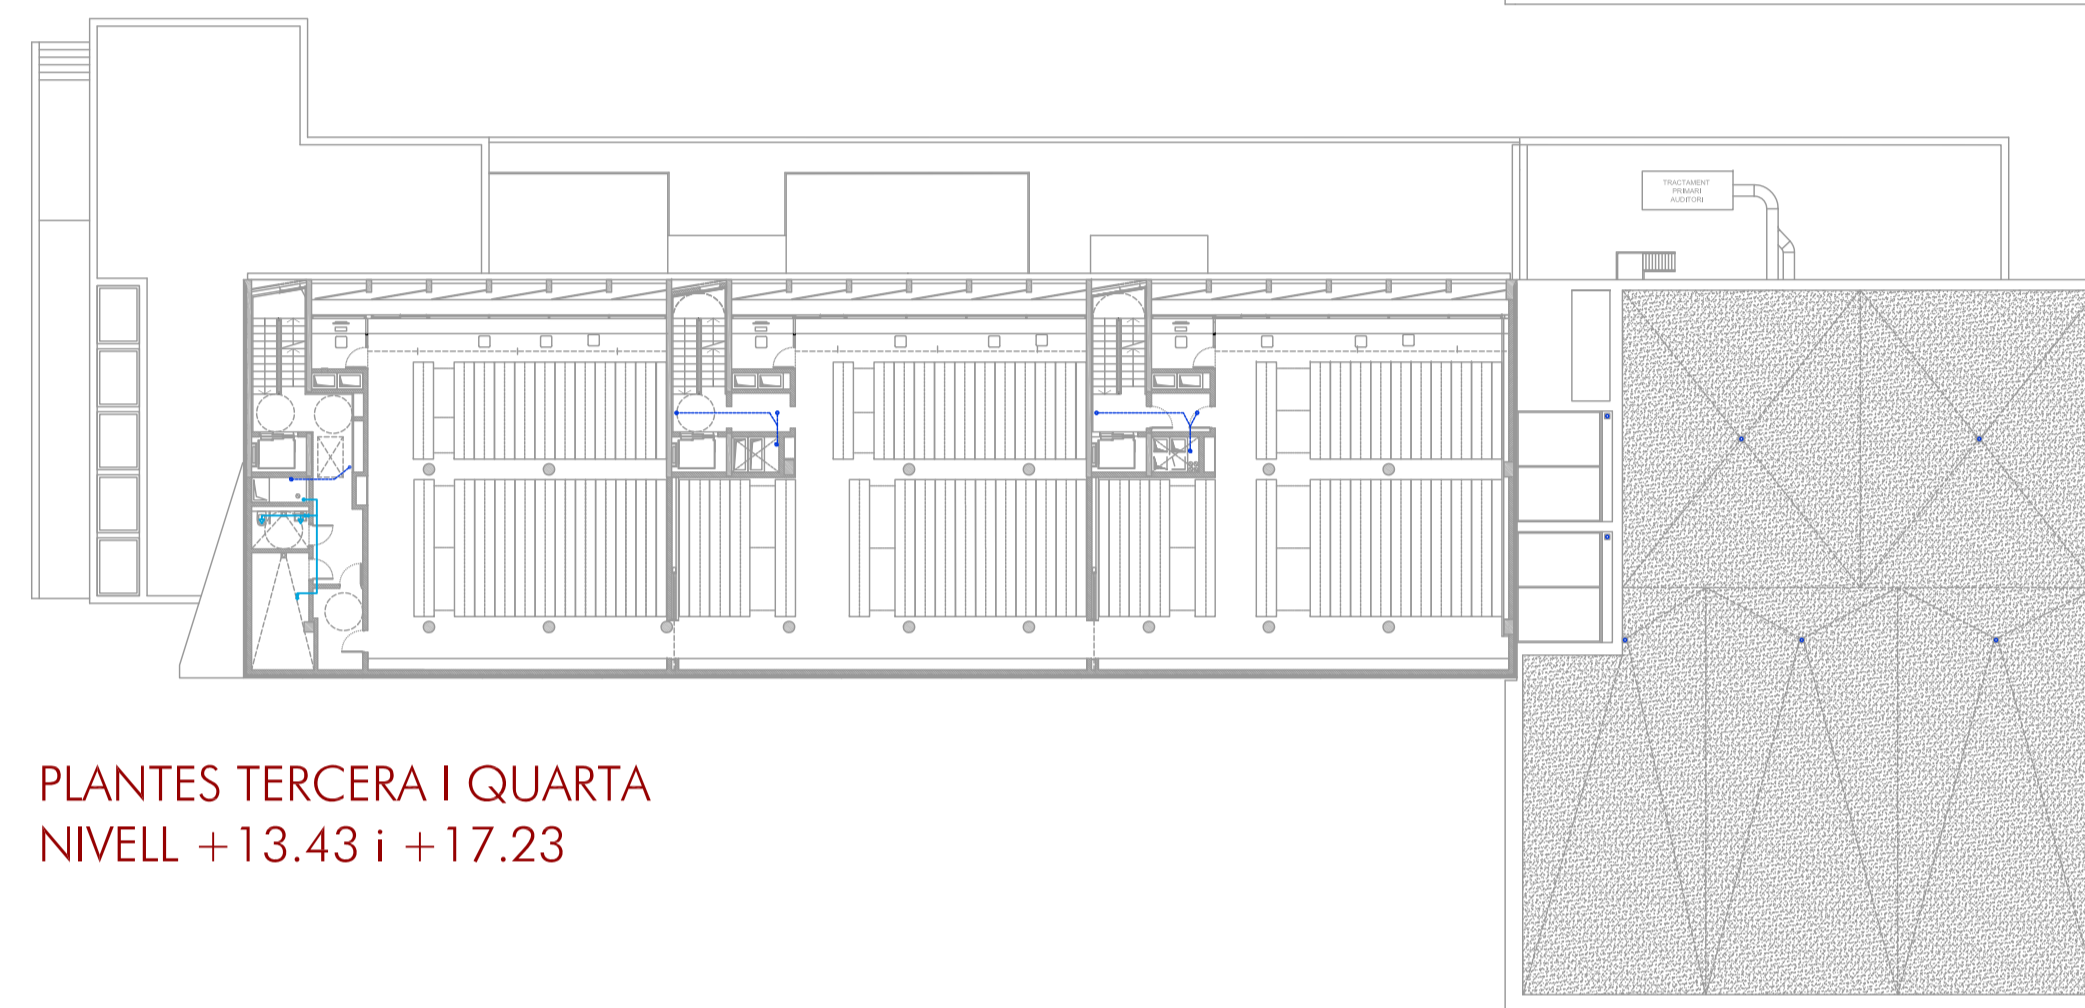 TRACTAMENT
PRIMARI
AUDITORI
PLANTES TERCERA I QUARTA
NIVELL +13.43 i +17.23